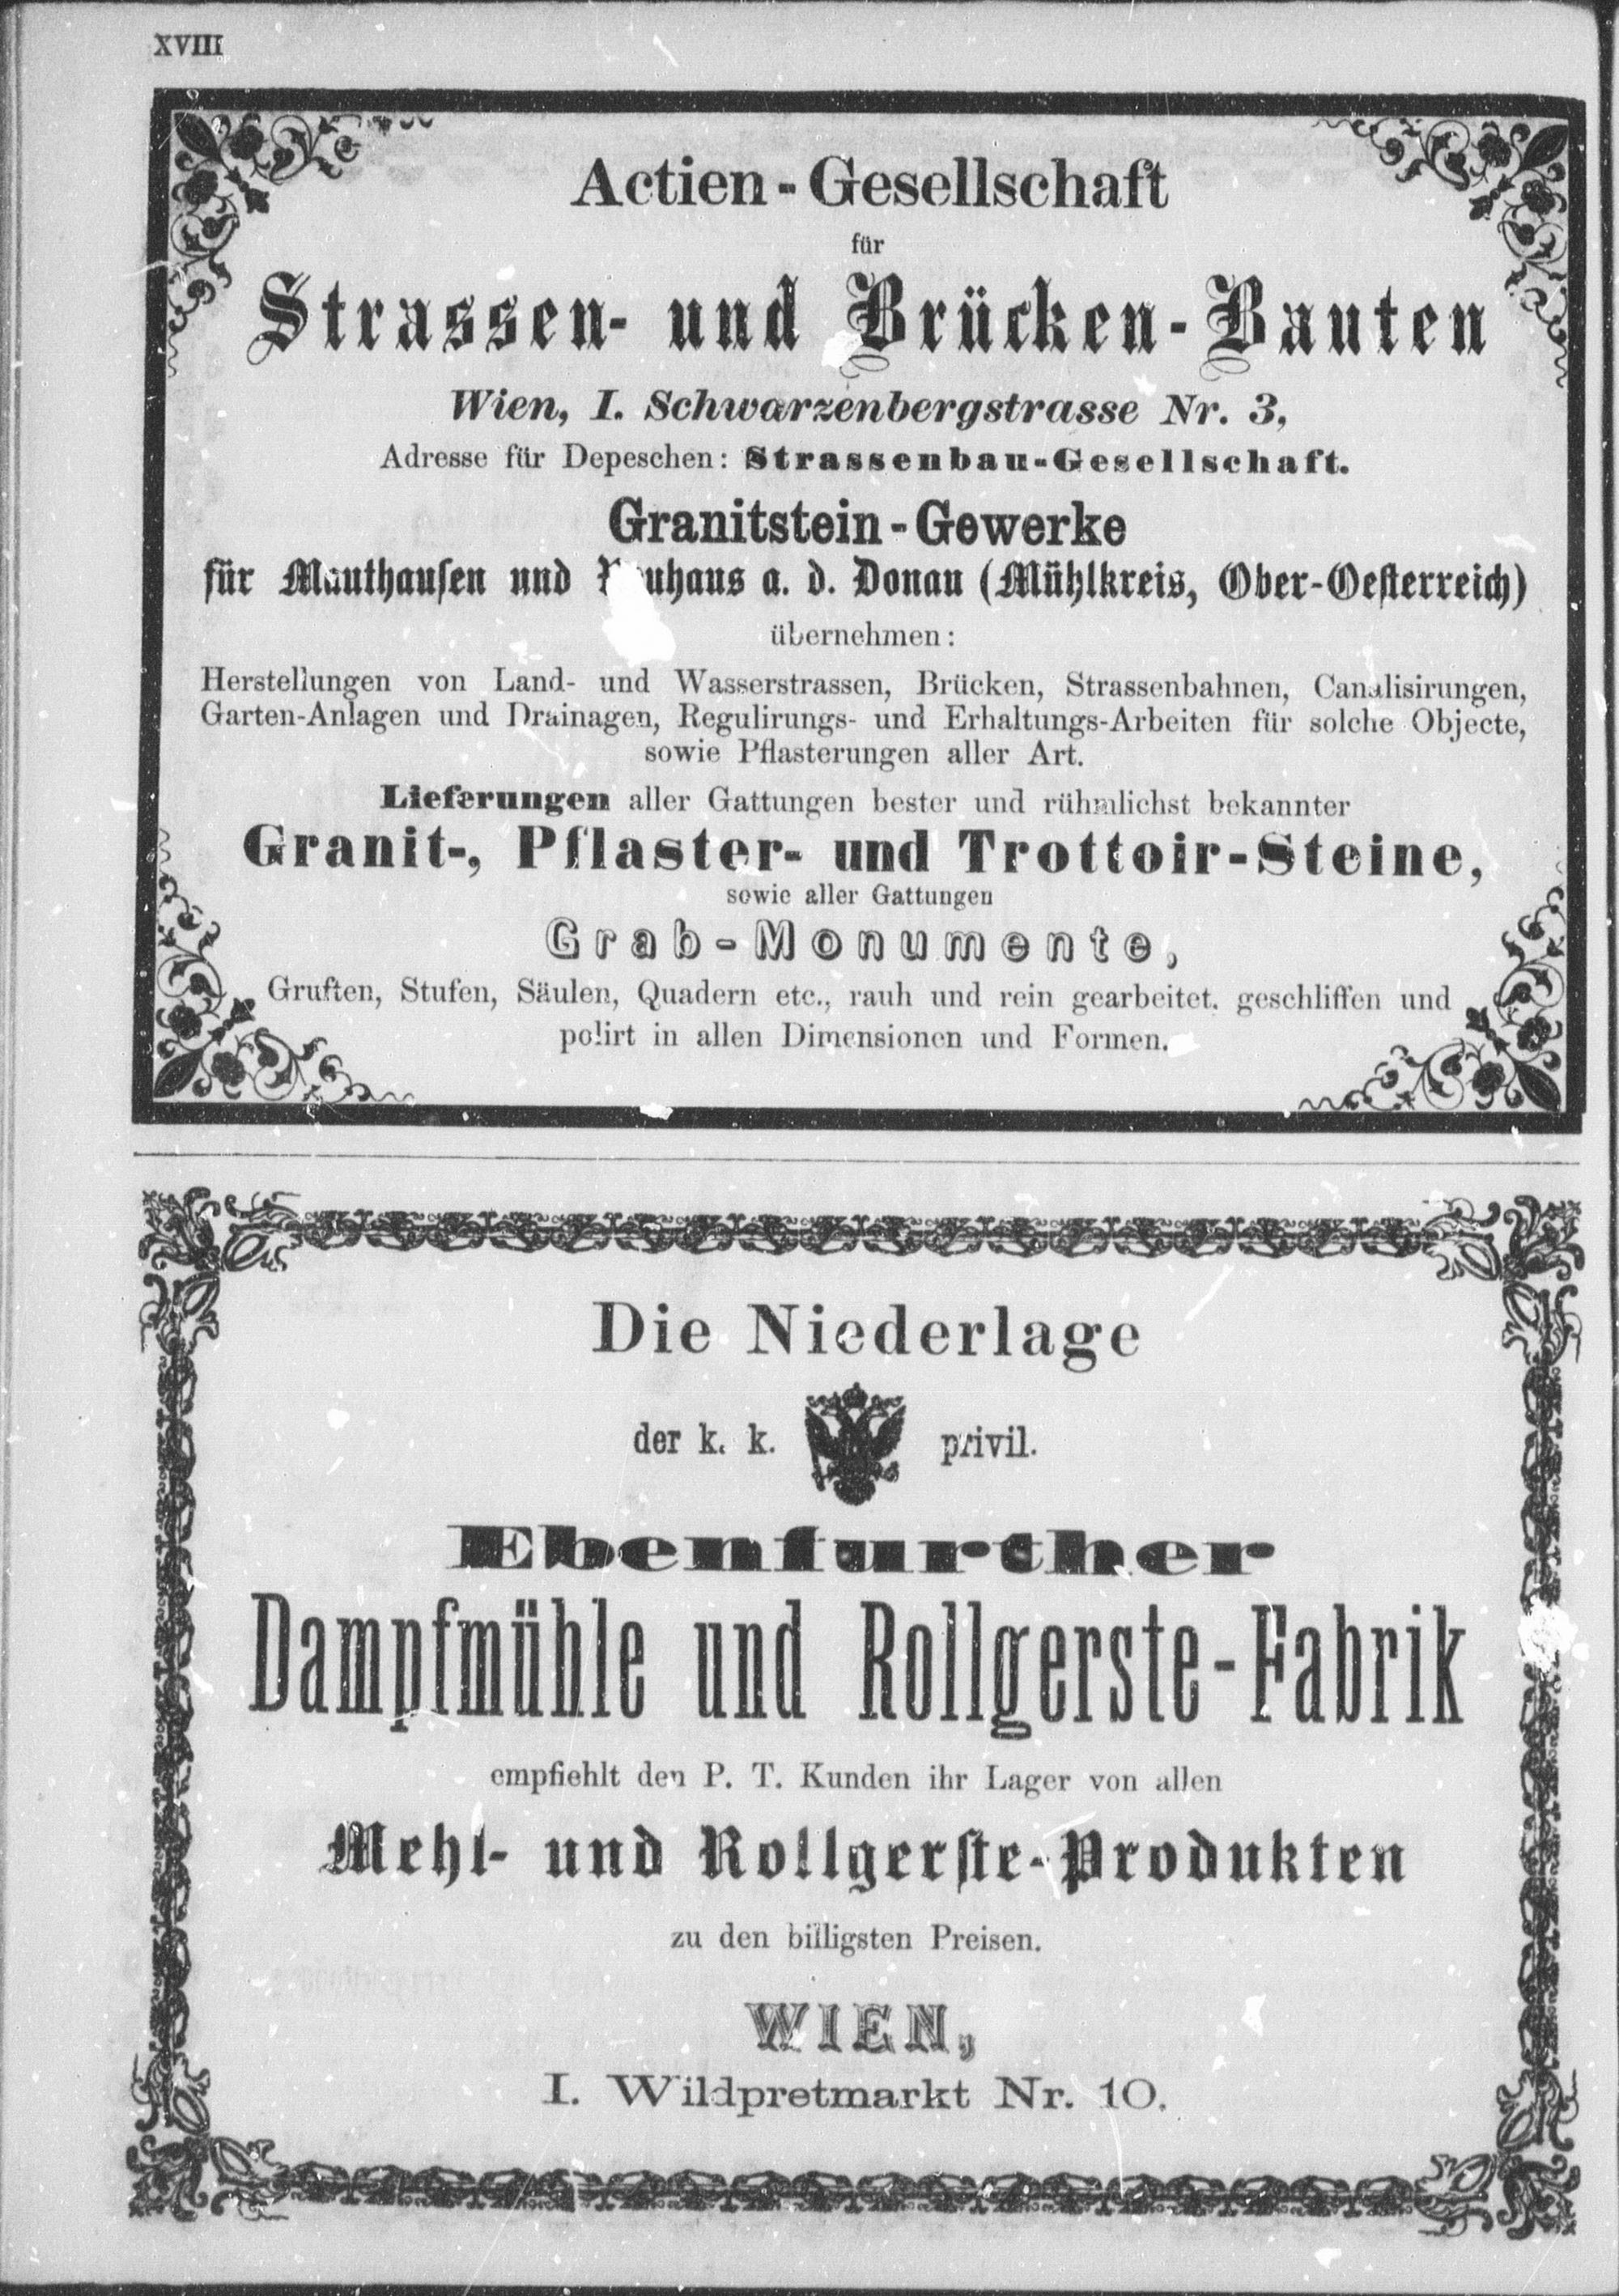 XVIII
Actien-Gesellschaft
für
Strassen- und Brücken-Bauten
Wien, I. Schwarzenbergstrasse Nr. 3,
Adresse für Depeschen: Strassenbau-Gesellschaft.
Granitstein-Gewerke
für Mauthausen und Neuhaus a. d. Donau (Mühlkreis, Ober-Oesterreich)
übernehmen:
Herstellungen von Land- und Wasserstrassen, Brücken, Strassenbahnen, Canalisirungen,
Garten-Anlagen und Drainagen, Regulirungs- und Erhaltungs-Arbeiten für solche Objecte,
sowie Pflasterungen aller Art.
Lieferungen aller Gattungen bester und rühmlichst bekannter
Granit-, Pflaster- und Trottoir-Steine,
sowie aller Gattungen
Grab-Monumente,
Gruften, Stufen, Säulen, Quadern etc., rauh und rein gearbeitet, geschliffen und
polirt in allen Dimensionen und Formen.
Die Niederlage
der k. k. privil.
Ebenfurther
Dampfmühle und Rollgerste-Fabrik
empfiehlt den P. T. Kunden ihr Lager von allen
Mehl- und Rollgerste-Produkten
zu den billigsten Preisen.
WIEN,
I. Wildpretmarkt Nr. 10.